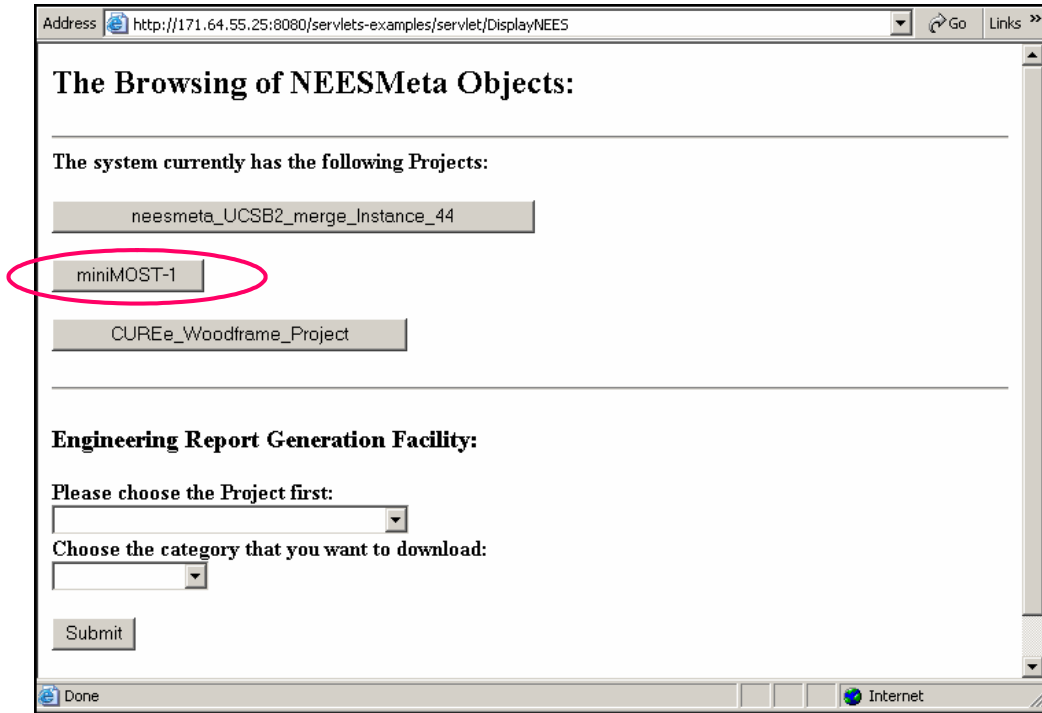 Address http://171.64.55.25:8080/servlets-examples/servlet/DisplayNEES Go Links »
The Browsing of NEESMeta Objects:
The system currently has the following Projects:
neesmeta_UCSB2_merge_Instance_44
miniMOST-1
CUREe_Woodframe_Project
Engineering Report Generation Facility:
Please choose the Project first:
Choose the category that you want to download:
Submit
Done Internet